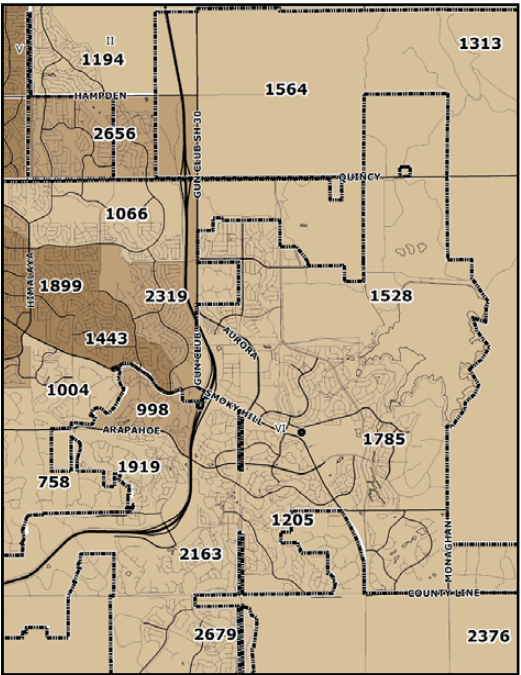 1313
II
V
1194
1564
HAMPDEN
2656
GUN CLUB SH-30
QUINCY
1066
HIMALAYA
1899
2319
1528
1443
GUN CLUB
AURORA
1004
998
SMOKY HILL
VI
ARAPAHOE
1785
1919
758
1205
2163
MONAGHAN
COUNTY LINE
2679
2376